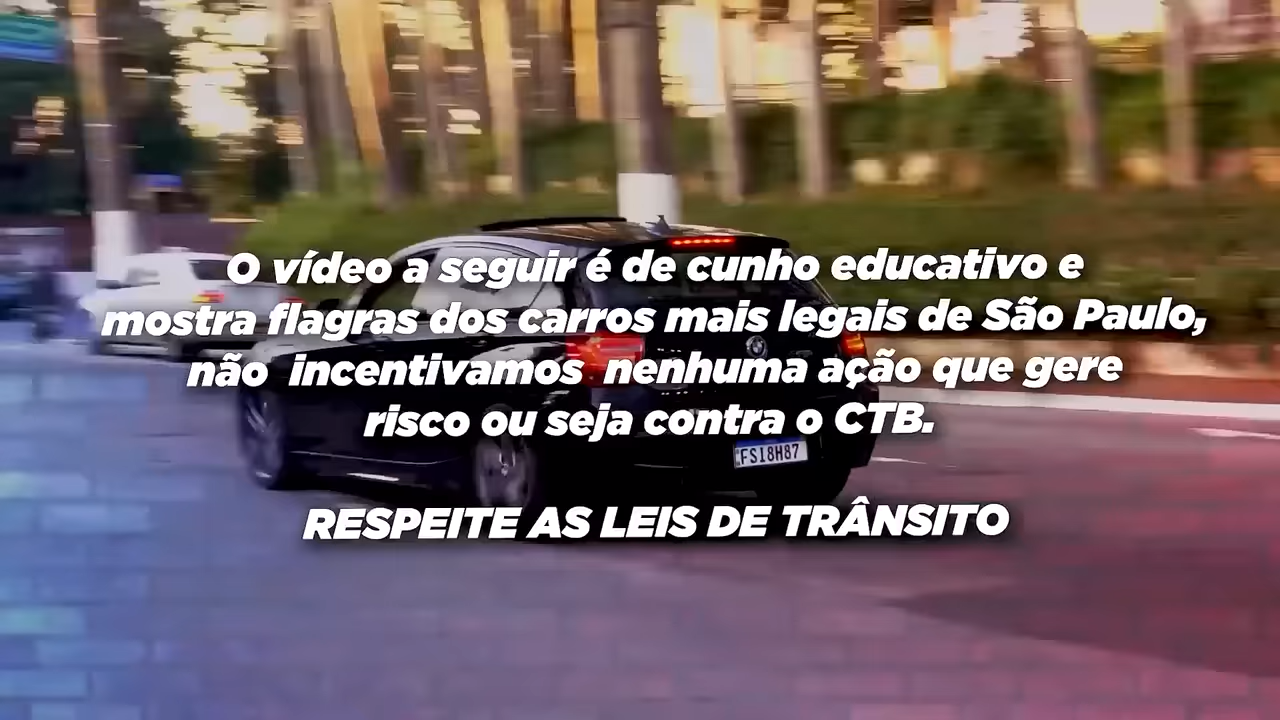 O vídeo a seguir é de cunho educativo e
mostra flagras dos carros mais legais de São Paulo,
não incentivamos nenhuma ação que gere
risco ou seja contra o CTB.
FSI8H87
RESPEITE AS LEIS DE TRÂNSITO